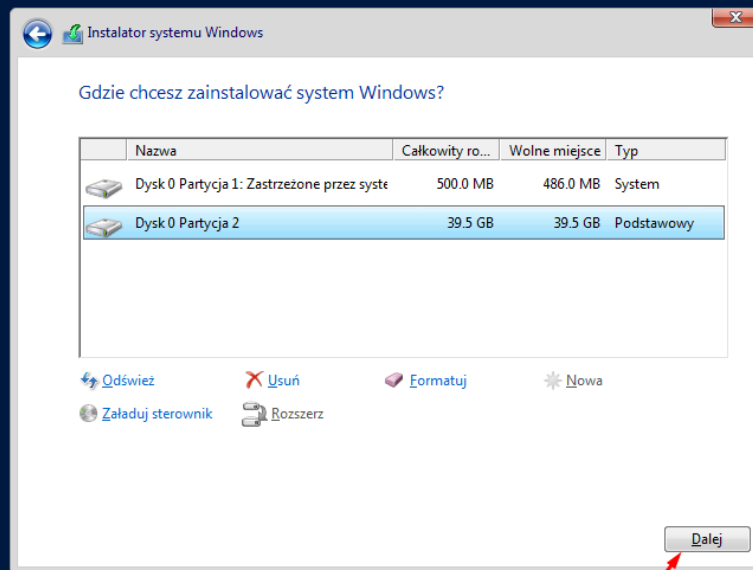 Instalator systemu Windows
Gdzie chcesz zainstalować system Windows?
Nazwa Całkowity ro... Wolne miejsce Typ
Dysk 0 Partycja 1: Zastrzeżone przez syste 500.0 MB 486.0 MB System
Dysk 0 Partycja 2 39.5 GB 39.5 GB Podstawowy
Odśwież Usuń Formatuj Nowa
Załaduj sterownik Rozszerz
Dalej